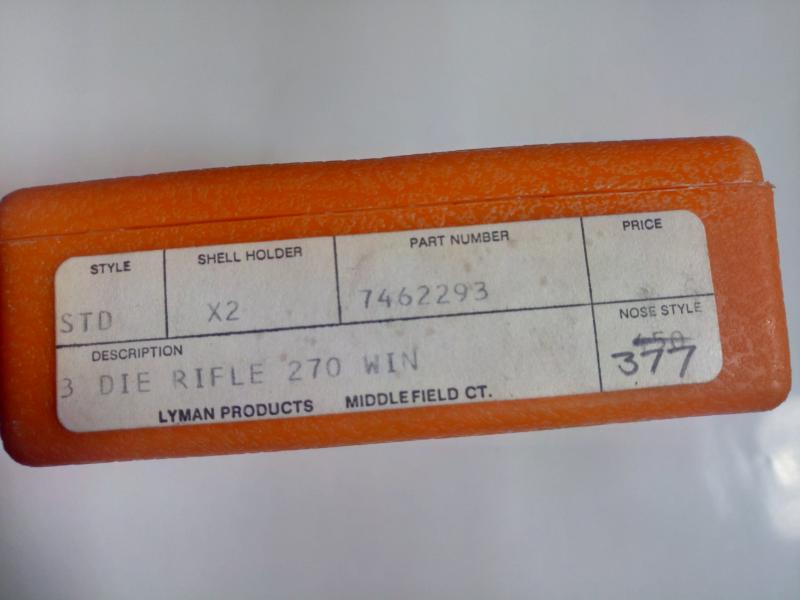 STYLE SHELL HOLDER PART NUMBER PRICE
STD X2 7462293
DESCRIPTION NOSE STYLE
3 DIE RIFLE 270 WIN 450
377
LYMAN PRODUCTS MIDDLEFIELD CT.